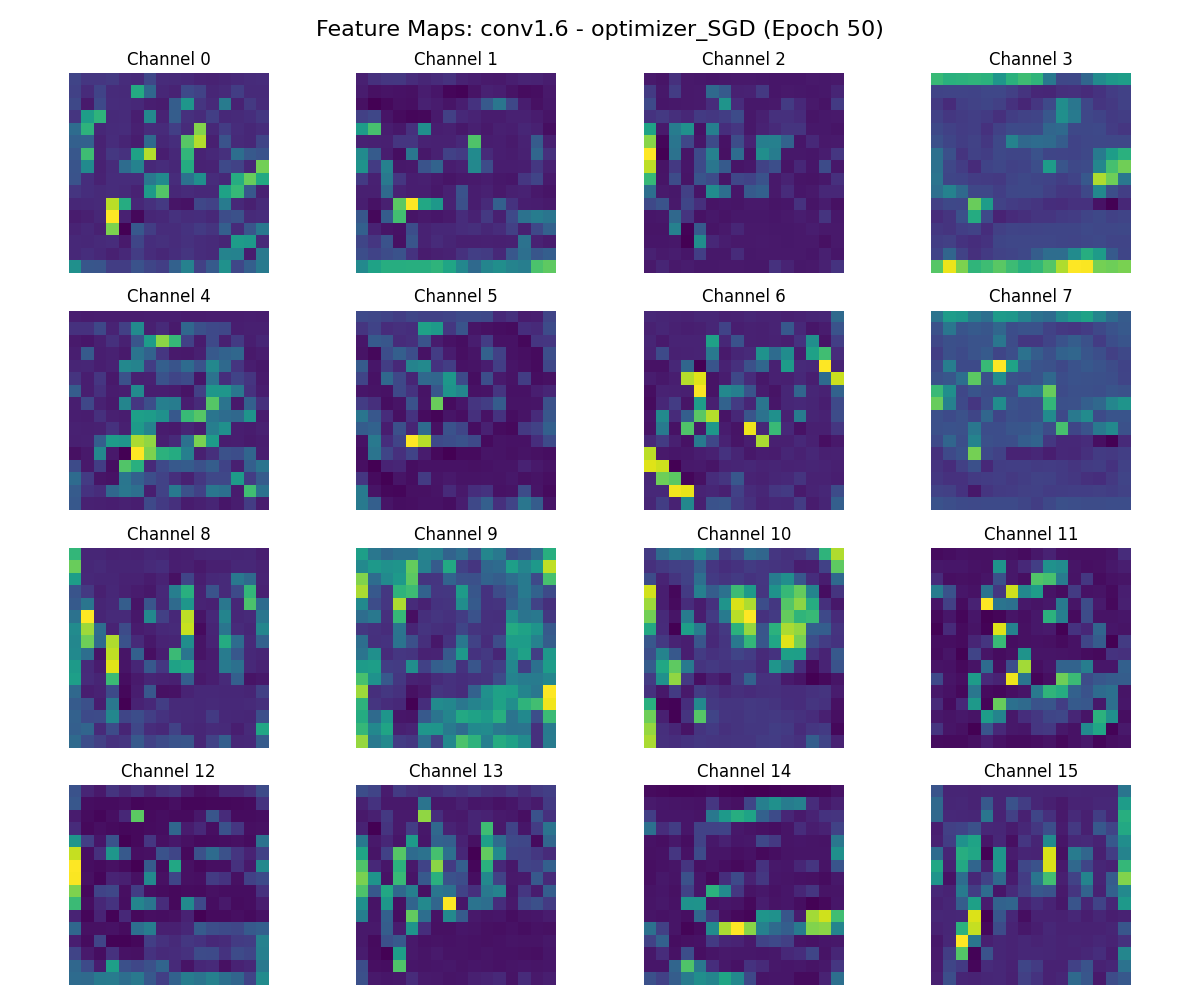 Feature Maps: conv1.6 - optimizer_SGD (Epoch 50)
Channel 0
Channel 1
Channel 2
Channel 3
Channel 4
Channel 5
Channel 6
Channel 7
Channel 8
Channel 9
Channel 10
Channel 11
Channel 12
Channel 13
Channel 14
Channel 15